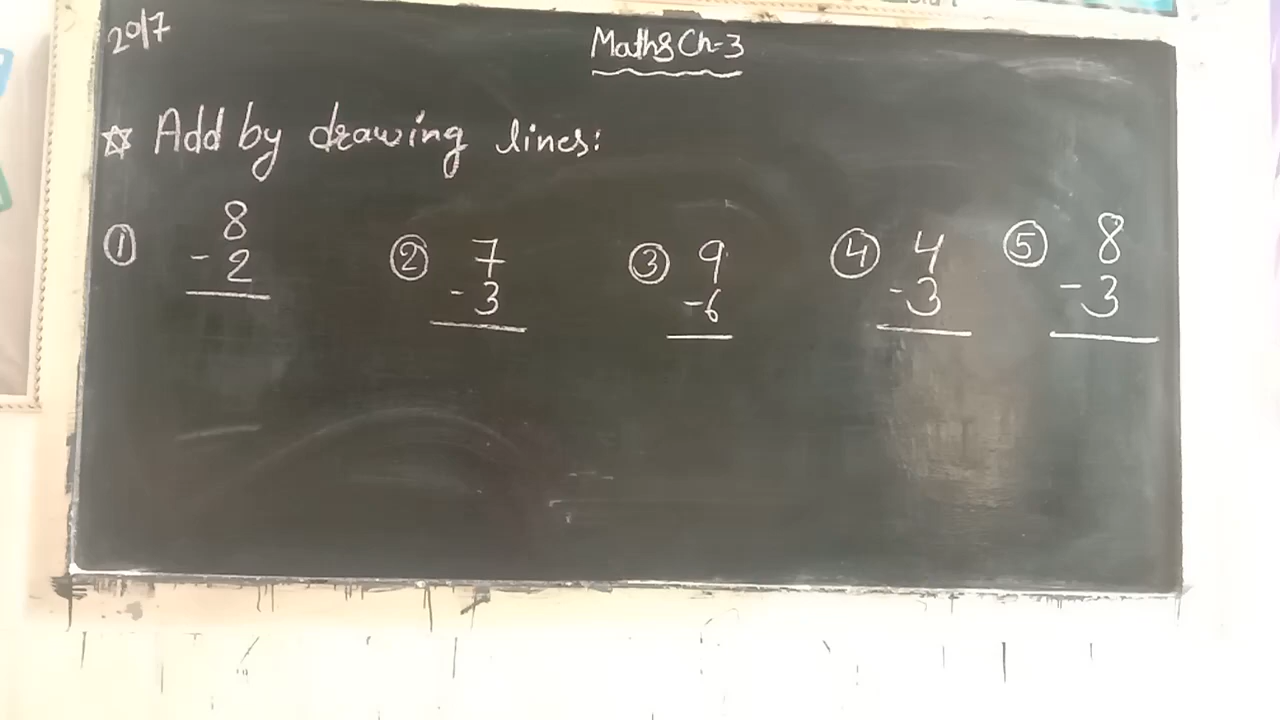 20/7
Maths Ch-3
☆ Add by drawing lines:
① 8 ② 7 ③ 9 ④ 4 ⑤ 8
- 2 - 3 - 6 - 3 - 3